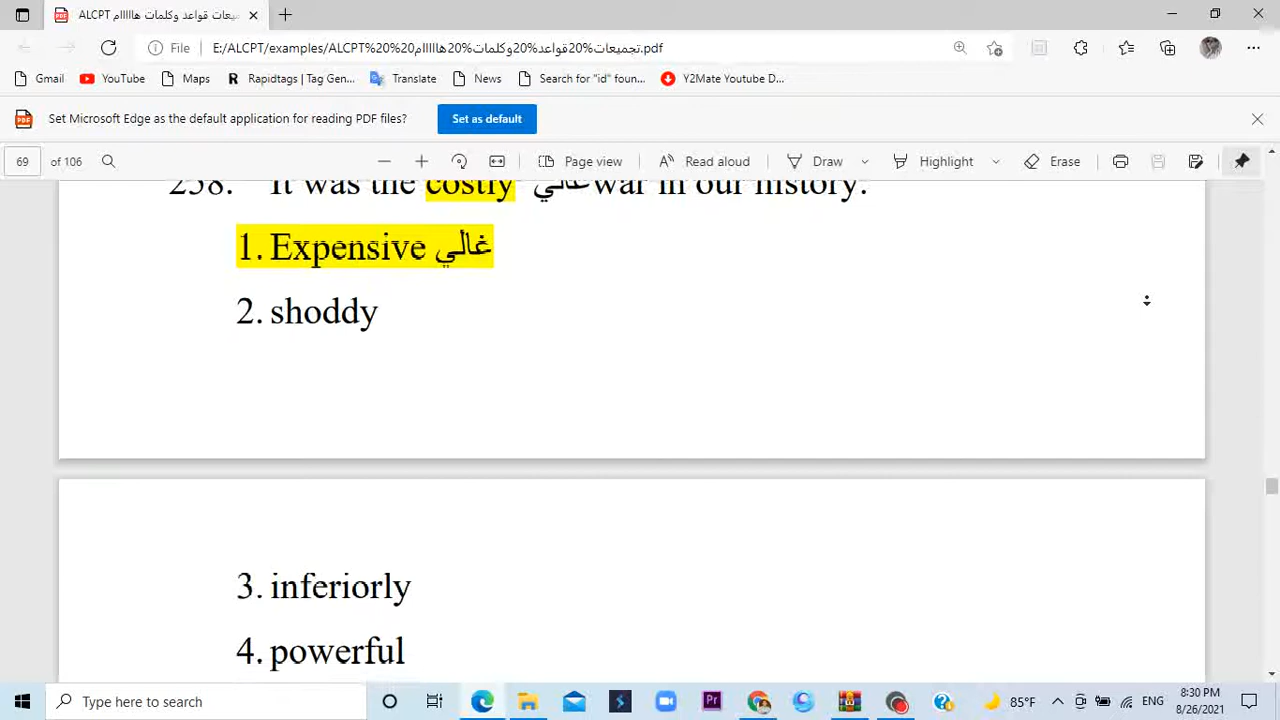 ALCPT ميعات قواعد وكلمات هاااام
File
E:/ALCPT/examples/ALCPT%20%20تجميعات%20قواعد%20وكلمات%20هاااااام.pdf
Gmail YouTube Maps Rapidtags | Tag Gen... Translate News Search for "id" foun... Y2Mate Youtube D...
Set Microsoft Edge as the default application for reading PDF files? Set as default
69 of 106 Page view Read aloud Draw Highlight Erase
258. It was the costly غالي war in our history.
1. Expensive غالي
2. shoddy
3. inferiorly
4. powerful
Type here to search
85°F ENG
8:30 PM
8/26/2021